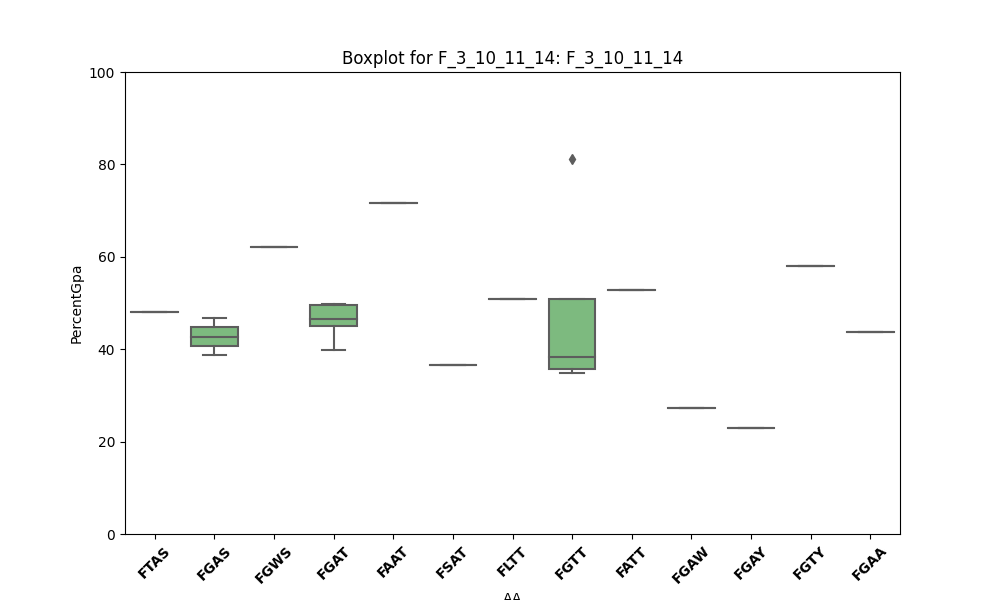 Boxplot for F_3_10_11_14: F_3_10_11_14
PercentGpa
100
80
60
40
20
0
FTAS FGAS FGWS FGAT FAAT FSAT FLTT FGTT FATT FGAW FGAY FGTY FGAA
AA